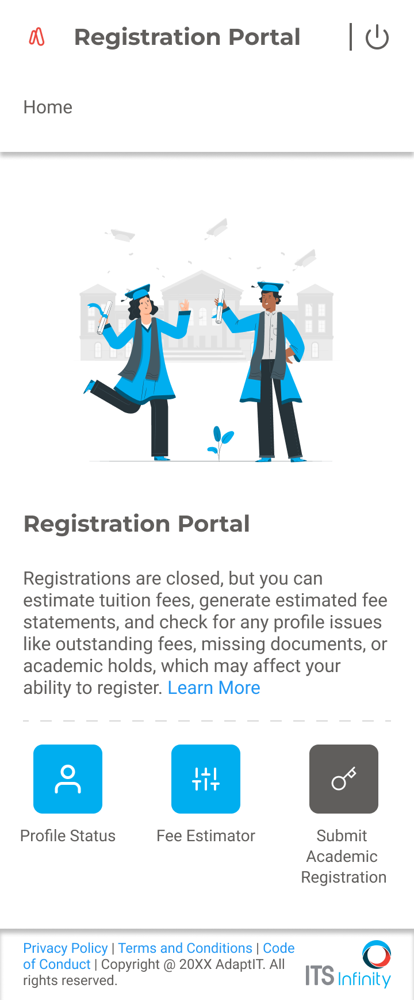 Registration Portal
Home
Registration Portal
Registrations are closed, but you can
estimate tuition fees, generate estimated fee
statements, and check for any profile issues
like outstanding fees, missing documents, or
academic holds, which may affect your
ability to register. Learn More
Profile Status
Fee Estimator
Submit
Academic
Registration
Privacy Policy | Terms and Conditions | Code
of Conduct | Copyright @ 20XX AdaptIT. All
rights reserved.
ITS Infinity